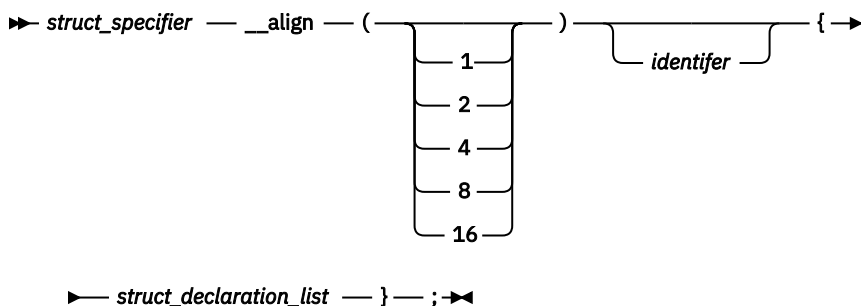 struct_specifier __align ( ) {
1 identifer
2
4
8
16
struct_declaration_list } ;